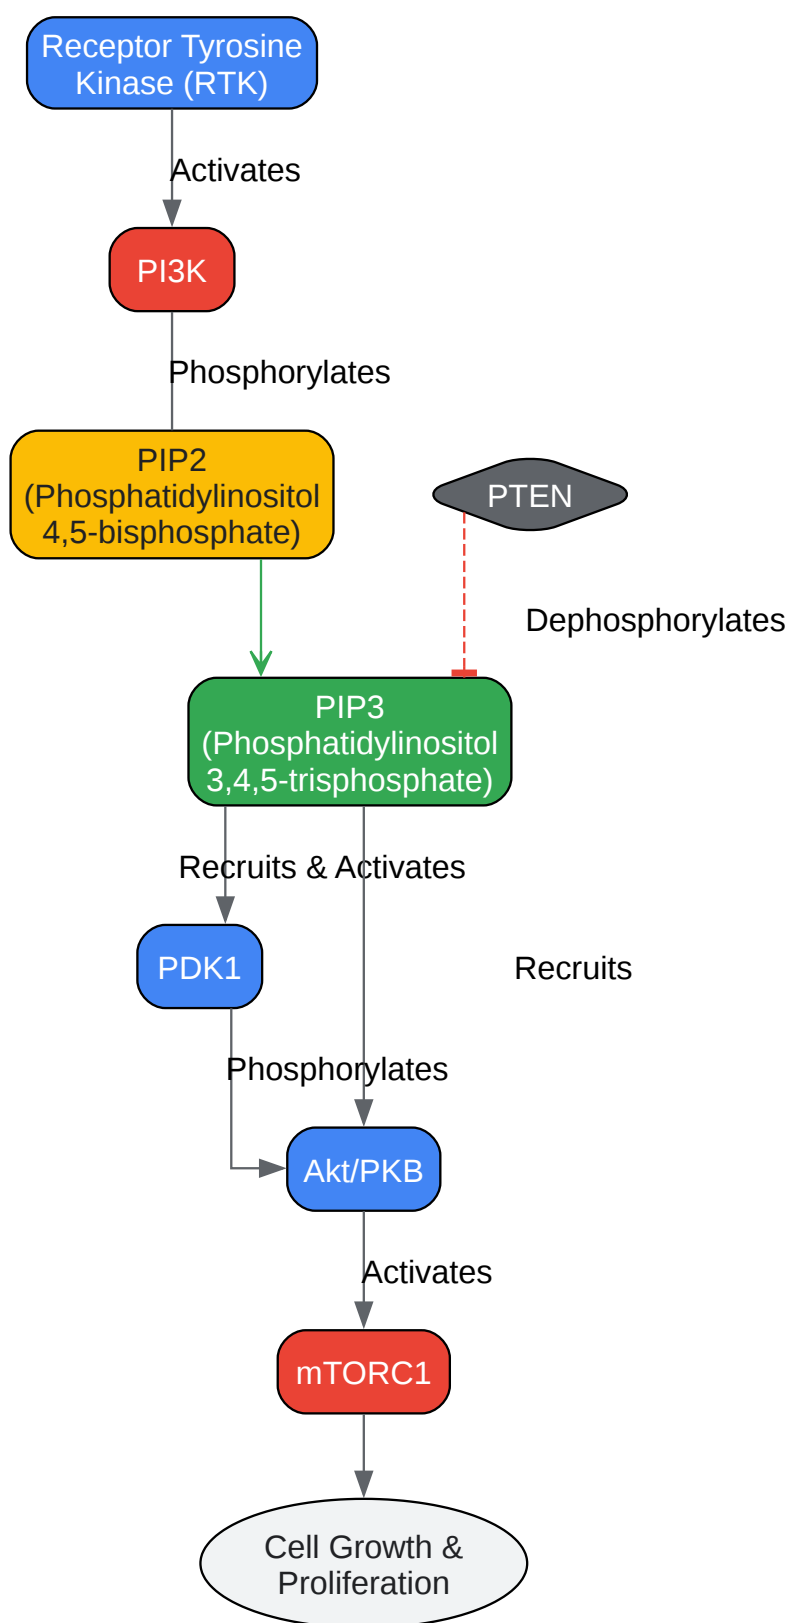 Receptor Tyrosine
Kinase (RTK)
Activates
PI3K
Phosphorylates
PIP2
(Phosphatidylinositol
4,5-bisphosphate)
PTEN
Dephosphorylates
PIP3
(Phosphatidylinositol
3,4,5-trisphosphate)
Recruits & Activates
PDK1
Recruits
Phosphorylates
Akt/PKB
Activates
mTORC1
Cell Growth &
Proliferation